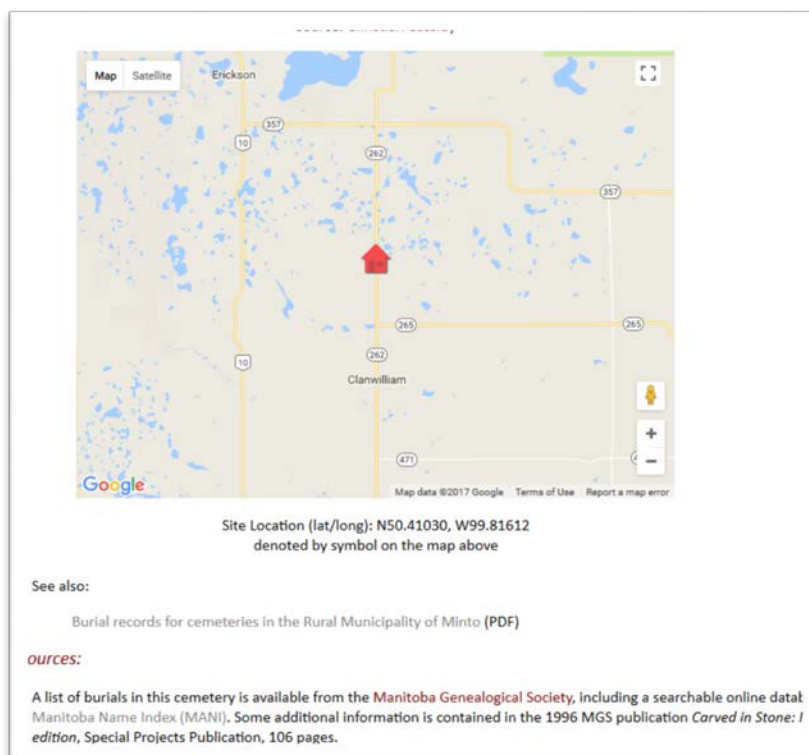 Map Satellite
Erickson
357
10
262
357
265
265
10
262
Clanwilliam
471
+
−
Google
Map data ©2017 Google Terms of Use Report a map error
Site Location (lat/long): N50.41030, W99.81612
denoted by symbol on the map above
See also:
Burial records for cemeteries in the Rural Municipality of Minto (PDF)
ources:
A list of burials in this cemetery is available from the Manitoba Genealogical Society, including a searchable online datab
Manitoba Name Index (MANI). Some additional information is contained in the 1996 MGS publication Carved in Stone: I
edition, Special Projects Publication, 106 pages.